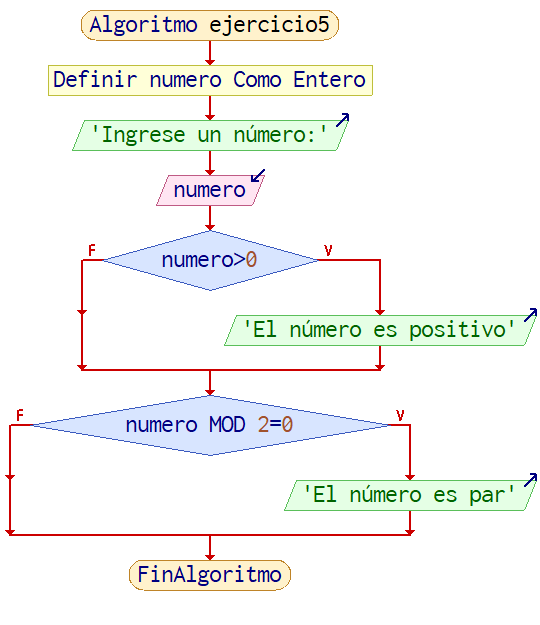 Algoritmo ejercicio5
Definir numero Como Entero
'Ingrese un número:'
numero
F
V
numero>0
'El número es positivo'
F
V
numero MOD 2=0
'El número es par'
FinAlgoritmo